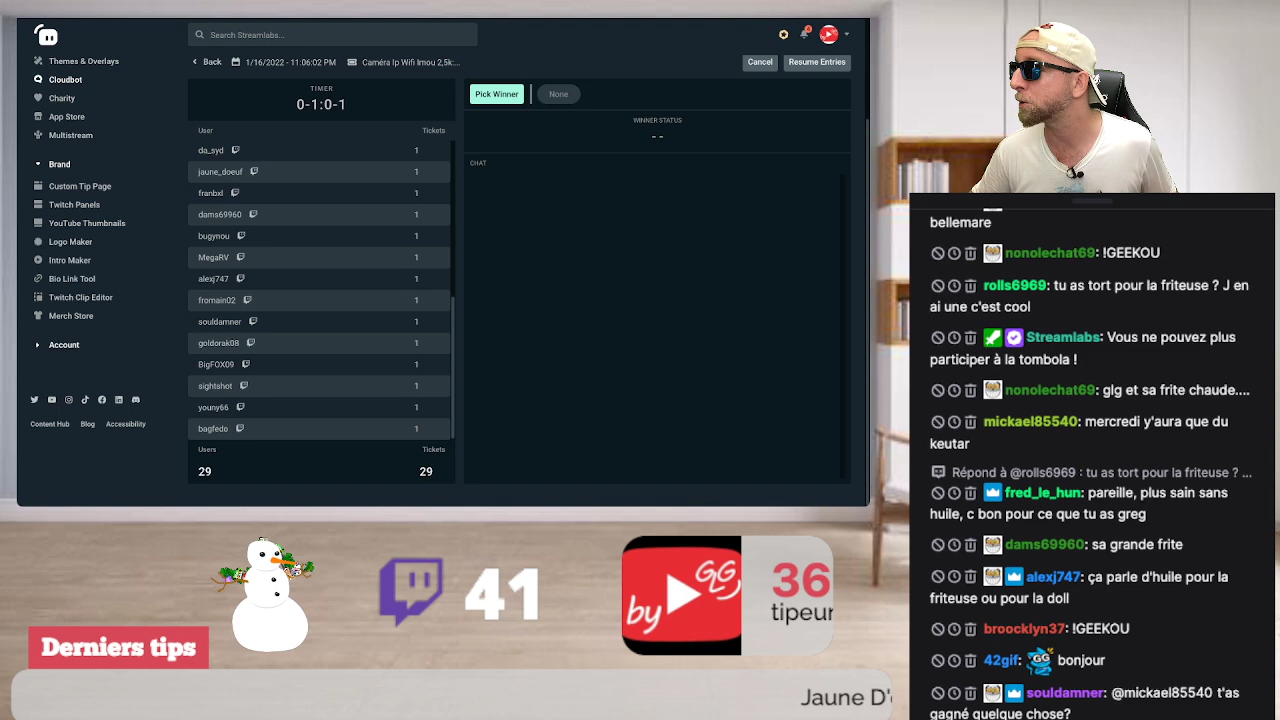 Search Streamlabs...
Themes & Overlays
Cloudbot
Charity
App Store
Multistream
Brand
Custom Tip Page
Twitch Panels
YouTube Thumbnails
Logo Maker
Intro Maker
Bio Link Tool
Twitch Clip Editor
Merch Store
Account
Content Hub Blog Accessibility
Back 1/16/2022 - 11:06:02 PM Caméra Ip Wifi Imou 2,5k:...
Cancel Resume Entries
TIMER
0-1:0-1
User Tickets
da_syd 1
jaune_doeuf 1
franbxl 1
dams69960 1
bugynou 1
MegaRV 1
alexj747 1
fromain02 1
souldamner 1
goldorak08 1
BigFOX09 1
sightshot 1
youny66 1
bagfedo 1
Users Tickets
29 29
Pick Winner None
WINNER STATUS
--
CHAT
bellemare
nonolechat69: !GEEKOU
rolls6969: tu as tort pour la friteuse ? J en
ai une c'est cool
Streamlabs: Vous ne pouvez plus
participer à la tombola !
nonolechat69: glg et sa frite chaude....
mickael85540: mercredi y'aura que du
keutar
Répond à @rolls6969 : tu as tort pour la friteuse ? ...
fred_le_hun: pareille, plus sain sans
huile, c bon pour ce que tu as greg
dams69960: sa grande frite
alexj747: ça parle d'huile pour la
friteuse ou pour la doll
broocklyn37: !GEEKOU
42gif: bonjour
souldamner: @mickael85540 t'as
gagné quelque chose?
41
by GLG
36
tipeur
Derniers tips
Jaune D'